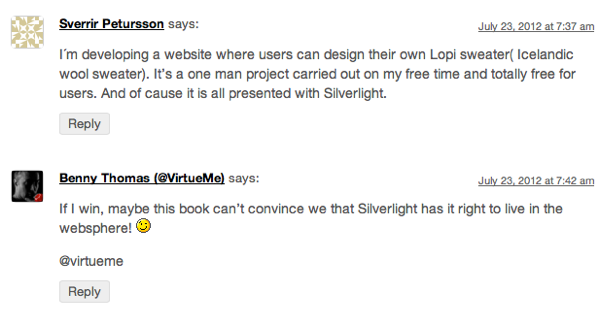 Sverrir Petursson says:
July 23, 2012 at 7:37 am
I´m developing a website where users can design their own Lopi sweater( Icelandic
wool sweater). It’s a one man project carried out on my free time and totally free for
users. And of cause it is all presented with Silverlight.
Reply
Benny Thomas (@VirtueMe) says:
July 23, 2012 at 7:42 am
If I win, maybe this book can’t convince we that Silverlight has it right to live in the
websphere!
@virtueme
Reply